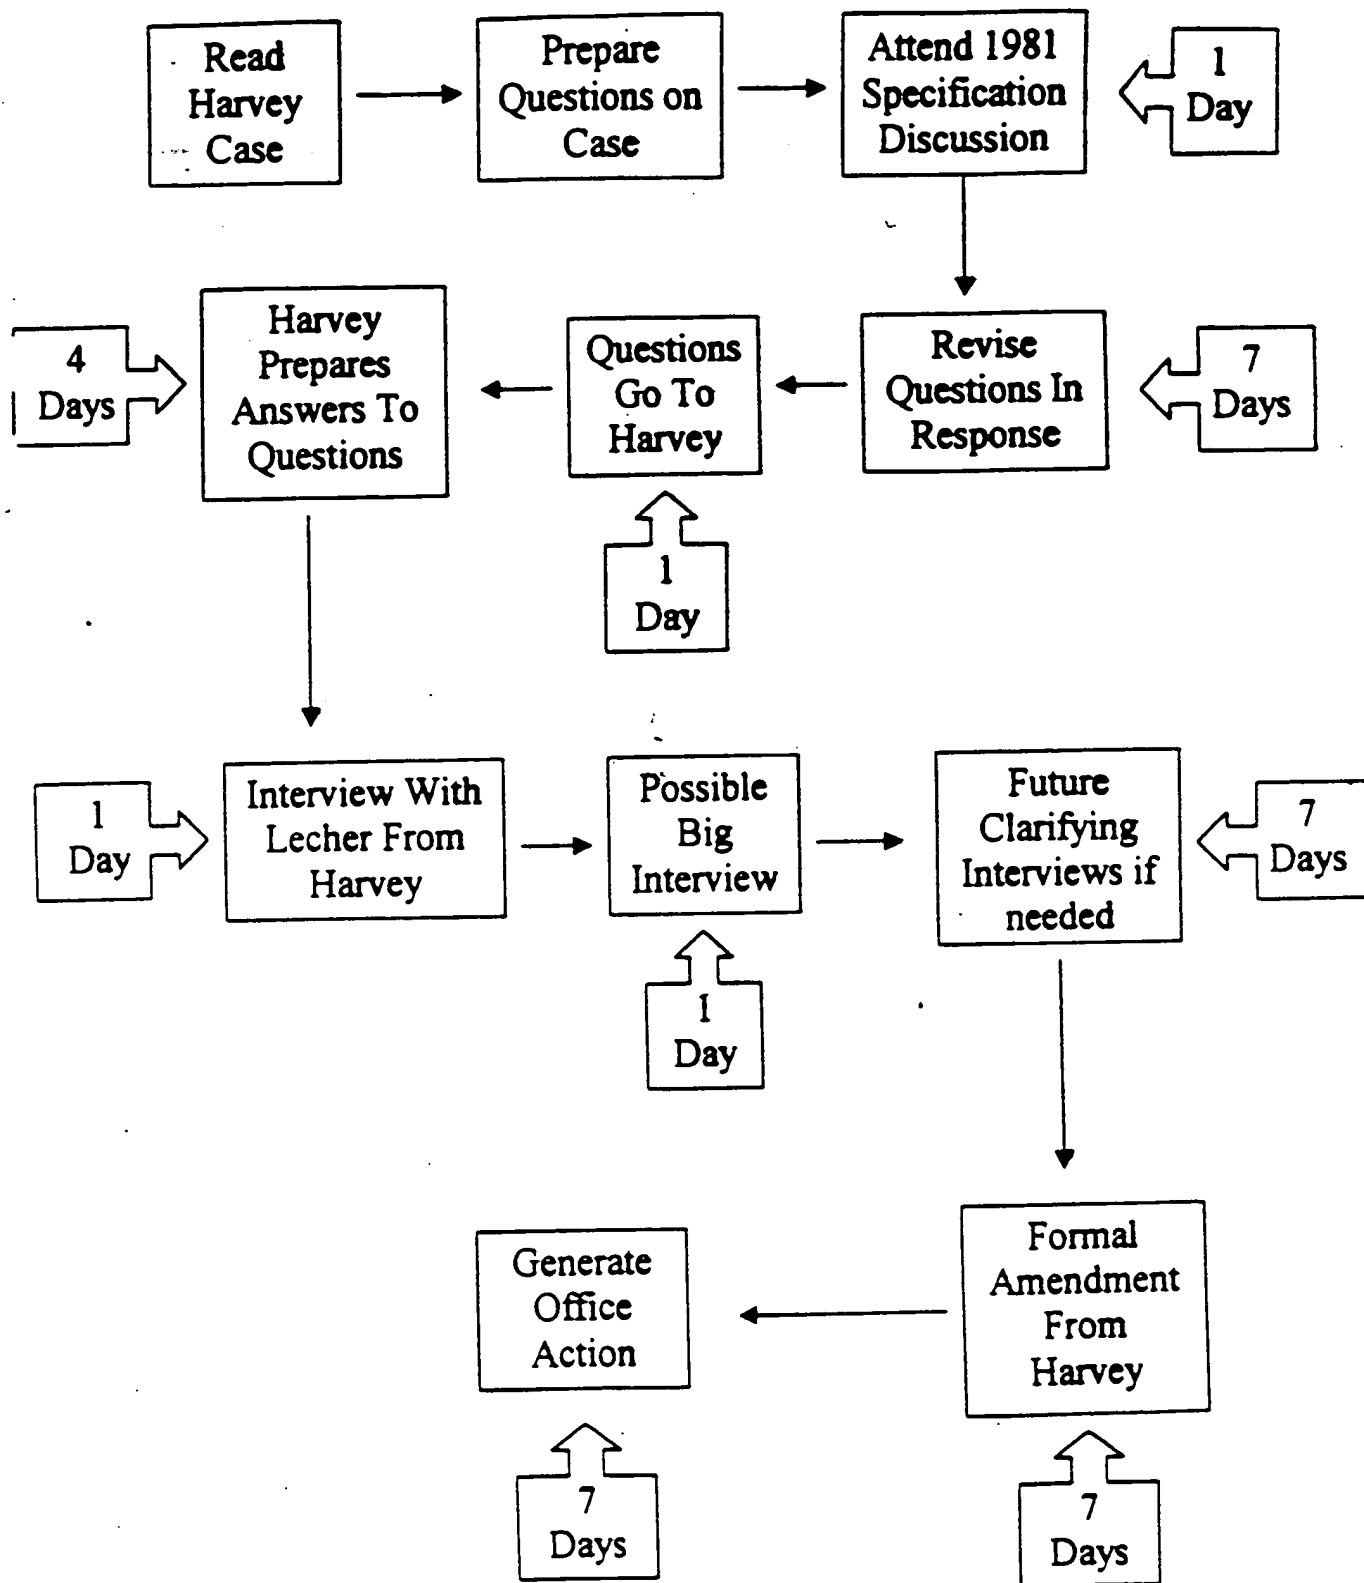 Read
Harvey
Case
Prepare
Questions on
Case
Attend 1981
Specification
Discussion
1
Day
4
Days
Harvey
Prepares
Answers To
Questions
Questions
Go To
Harvey
Revise
Questions In
Response
7
Days
1
Day
1
Day
Interview With
Lecher From
Harvey
Possible
Big
Interview
Future
Clarifying
Interviews if
needed
7
Days
1
Day
Generate
Office
Action
Formal
Amendment
From
Harvey
7
Days
7
Days